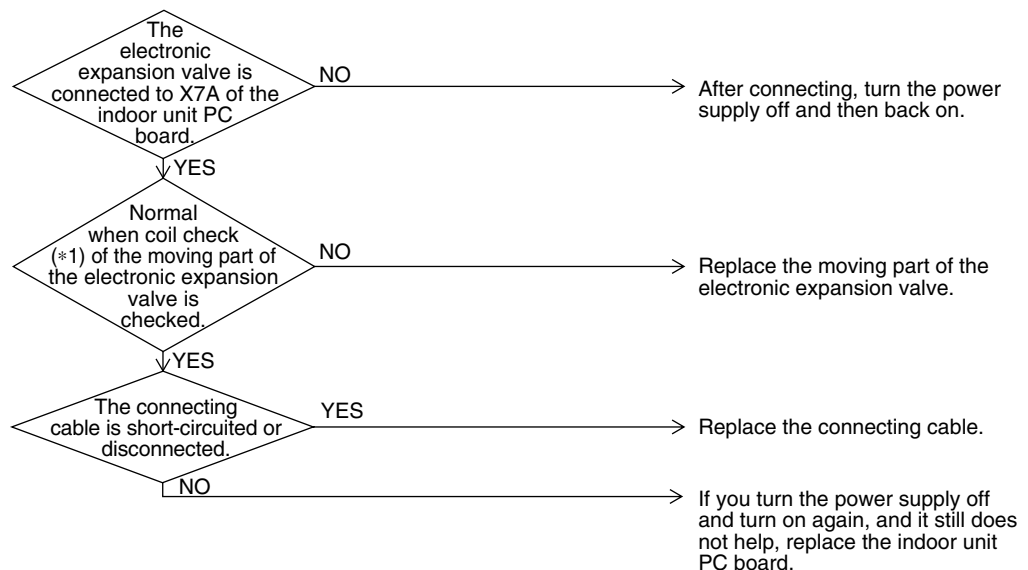 The
electronic
expansion valve is
connected to X7A of the
indoor unit PC
board.
NO
After connecting, turn the power
supply off and then back on.
YES
Normal
when coil check
(*1) of the moving part of
the electronic expansion
valve is
checked.
NO
Replace the moving part of the
electronic expansion valve.
YES
The connecting
cable is short-circuited or
disconnected.
YES
Replace the connecting cable.
NO
If you turn the power supply off
and turn on again, and it still does
not help, replace the indoor unit
PC board.